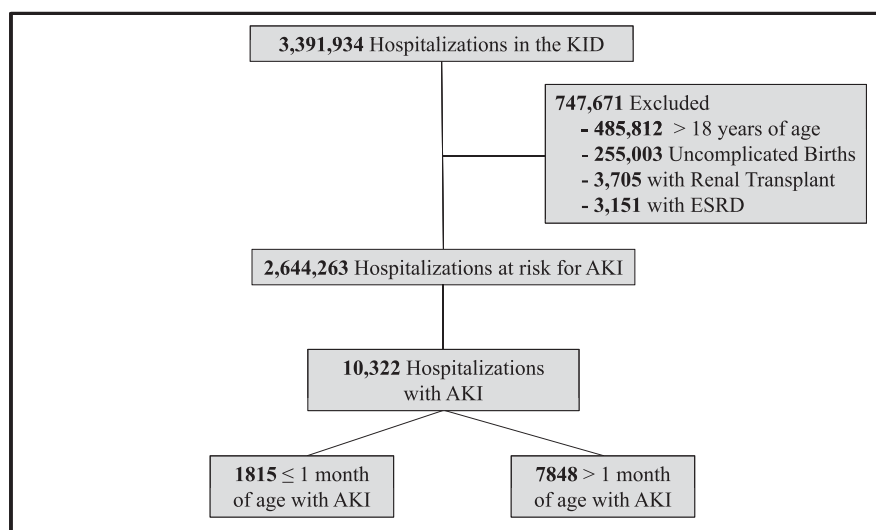 3,391,934 Hospitalizations in the KID
747,671 Excluded
- 485,812 > 18 years of age
- 255,003 Uncomplicated Births
- 3,705 with Renal Transplant
- 3,151 with ESRD
2,644,263 Hospitalizations at risk for AKI
10,322 Hospitalizations
with AKI
1815 ≤ 1 month
of age with AKI
7848 > 1 month
of age with AKI